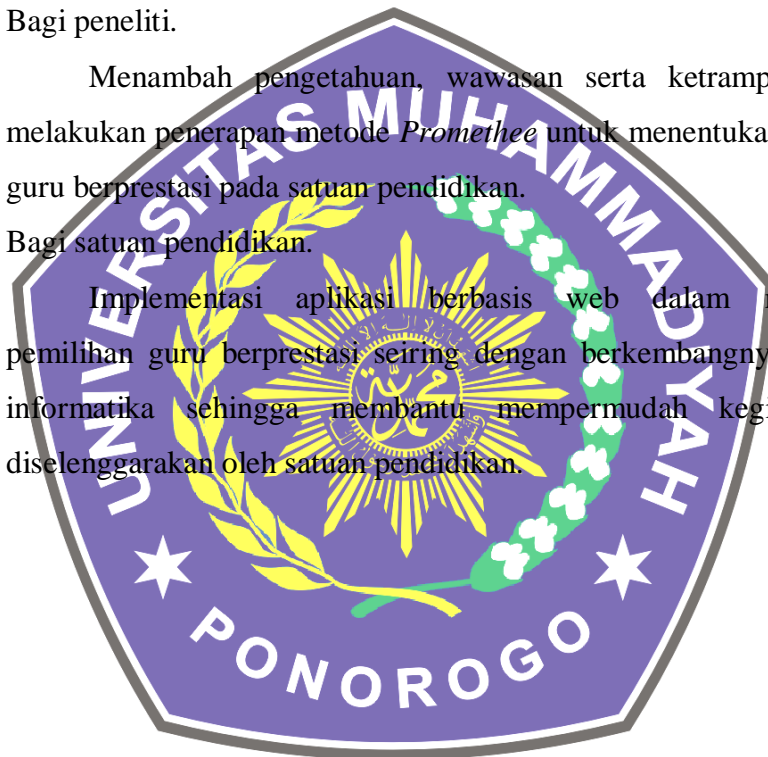 Bagi peneliti.
Menambah pengetahuan, wawasan serta ketramp
melakukan penerapan metode Promethee untuk menentuka
guru berprestasi pada satuan pendidikan.
Bagi satuan pendidikan.
Implementasi aplikasi berbasis web dalam
pemilihan guru berprestasi seiring dengan berkembangny
informatika sehingga membantu mempermudah kegi
diselenggarakan oleh satuan pendidikan.
UNIVERSITAS MUHAMMADIYAH
PONOROGO